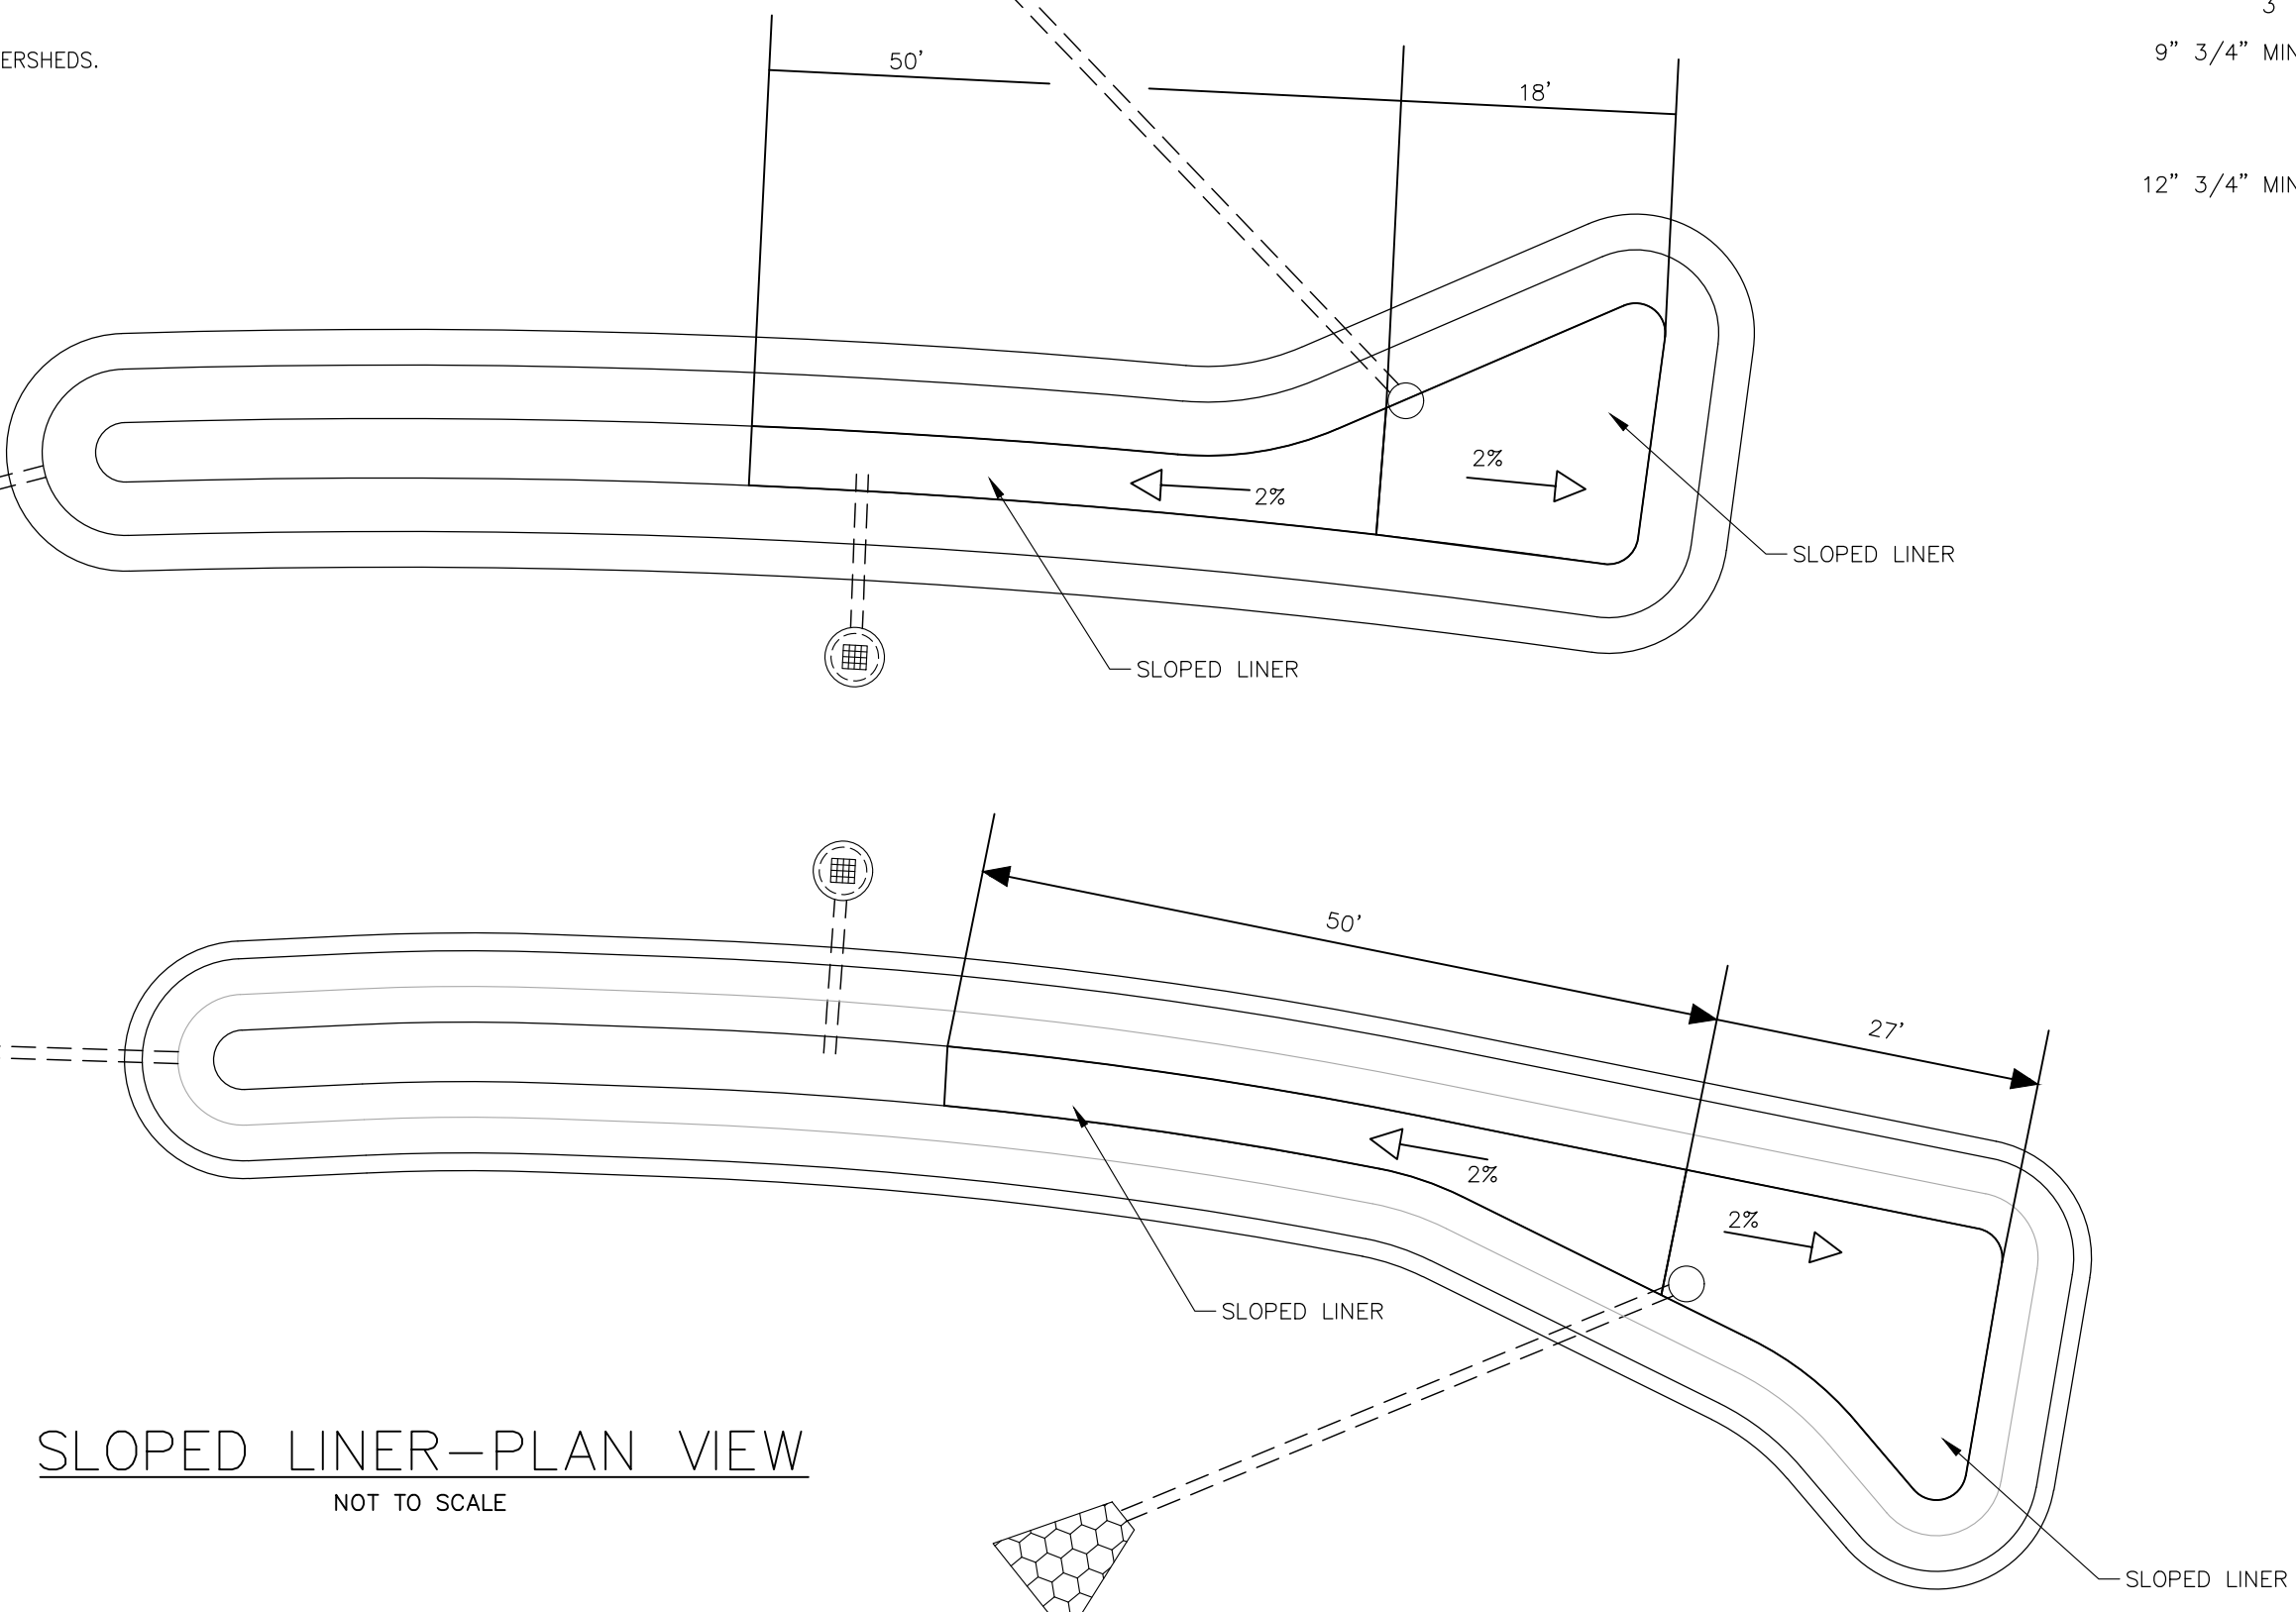 3
ERSHEDS.
9" 3/4" MIN
50'
18'
12" 3/4" MIN
2%
2%
SLOPED LINER
SLOPED LINER
50'
27'
2%
2%
SLOPED LINER
SLOPED LINER-PLAN VIEW
NOT TO SCALE
SLOPED LINER